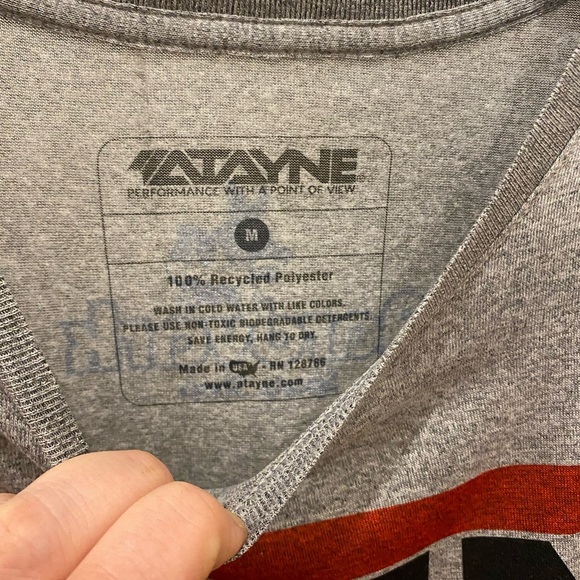 ATAYNE
PERFORMANCE WITH A POINT OF VIEW
M
100% Recycled Polyester
WASH IN COLD WATER WITH LIKE COLORS.
PLEASE USE NON-TOXIC BIODEGRADABLE DETERGENTS.
SAVE ENERGY, HANG TO DRY.
Made in USA - RN 128766
www.atayne.com